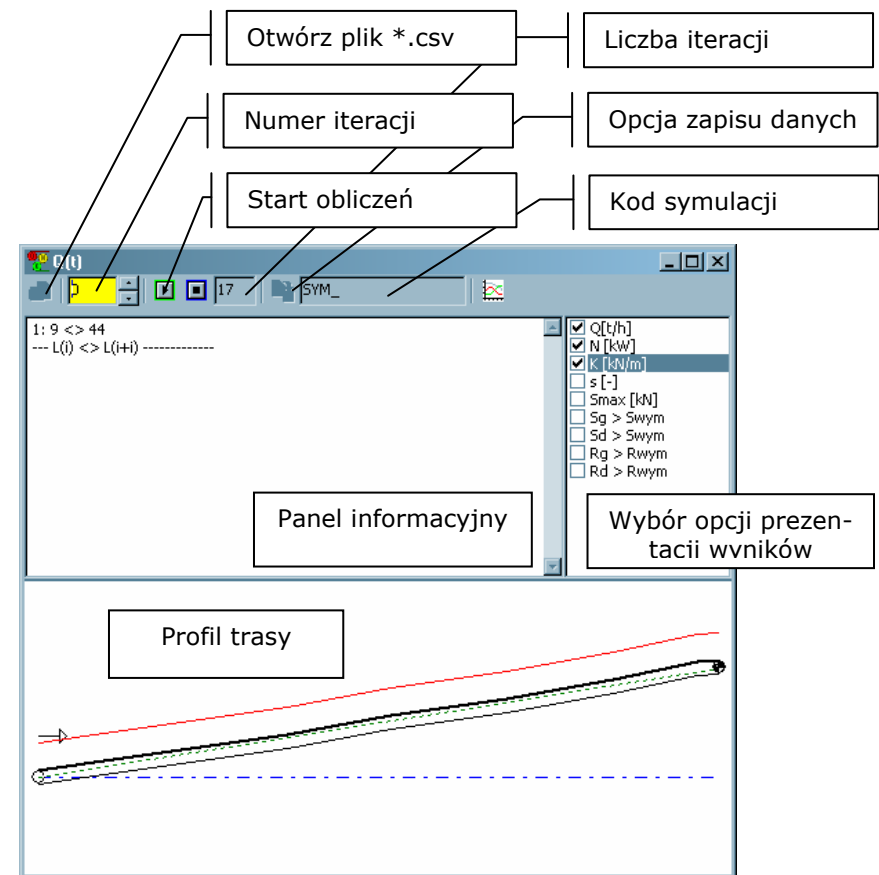 Otwórz plik *.csv
Liczba iteracji
Numer iteracji
Opcja zapisu danych
Start obliczeń
Kod symulacji
Q(t)
17
SYM_
1: 9 <> 44
--- L(i) <> L(i+i) -------------
Q[t/h]
N [kW]
K [kN/m]
s [-]
Smax [kN]
Sg > Swym
Sd > Swym
Rg > Rwym
Rd > Rwym
Panel informacyjny
Wybór opcji prezen-
tacji wyników
Profil trasy